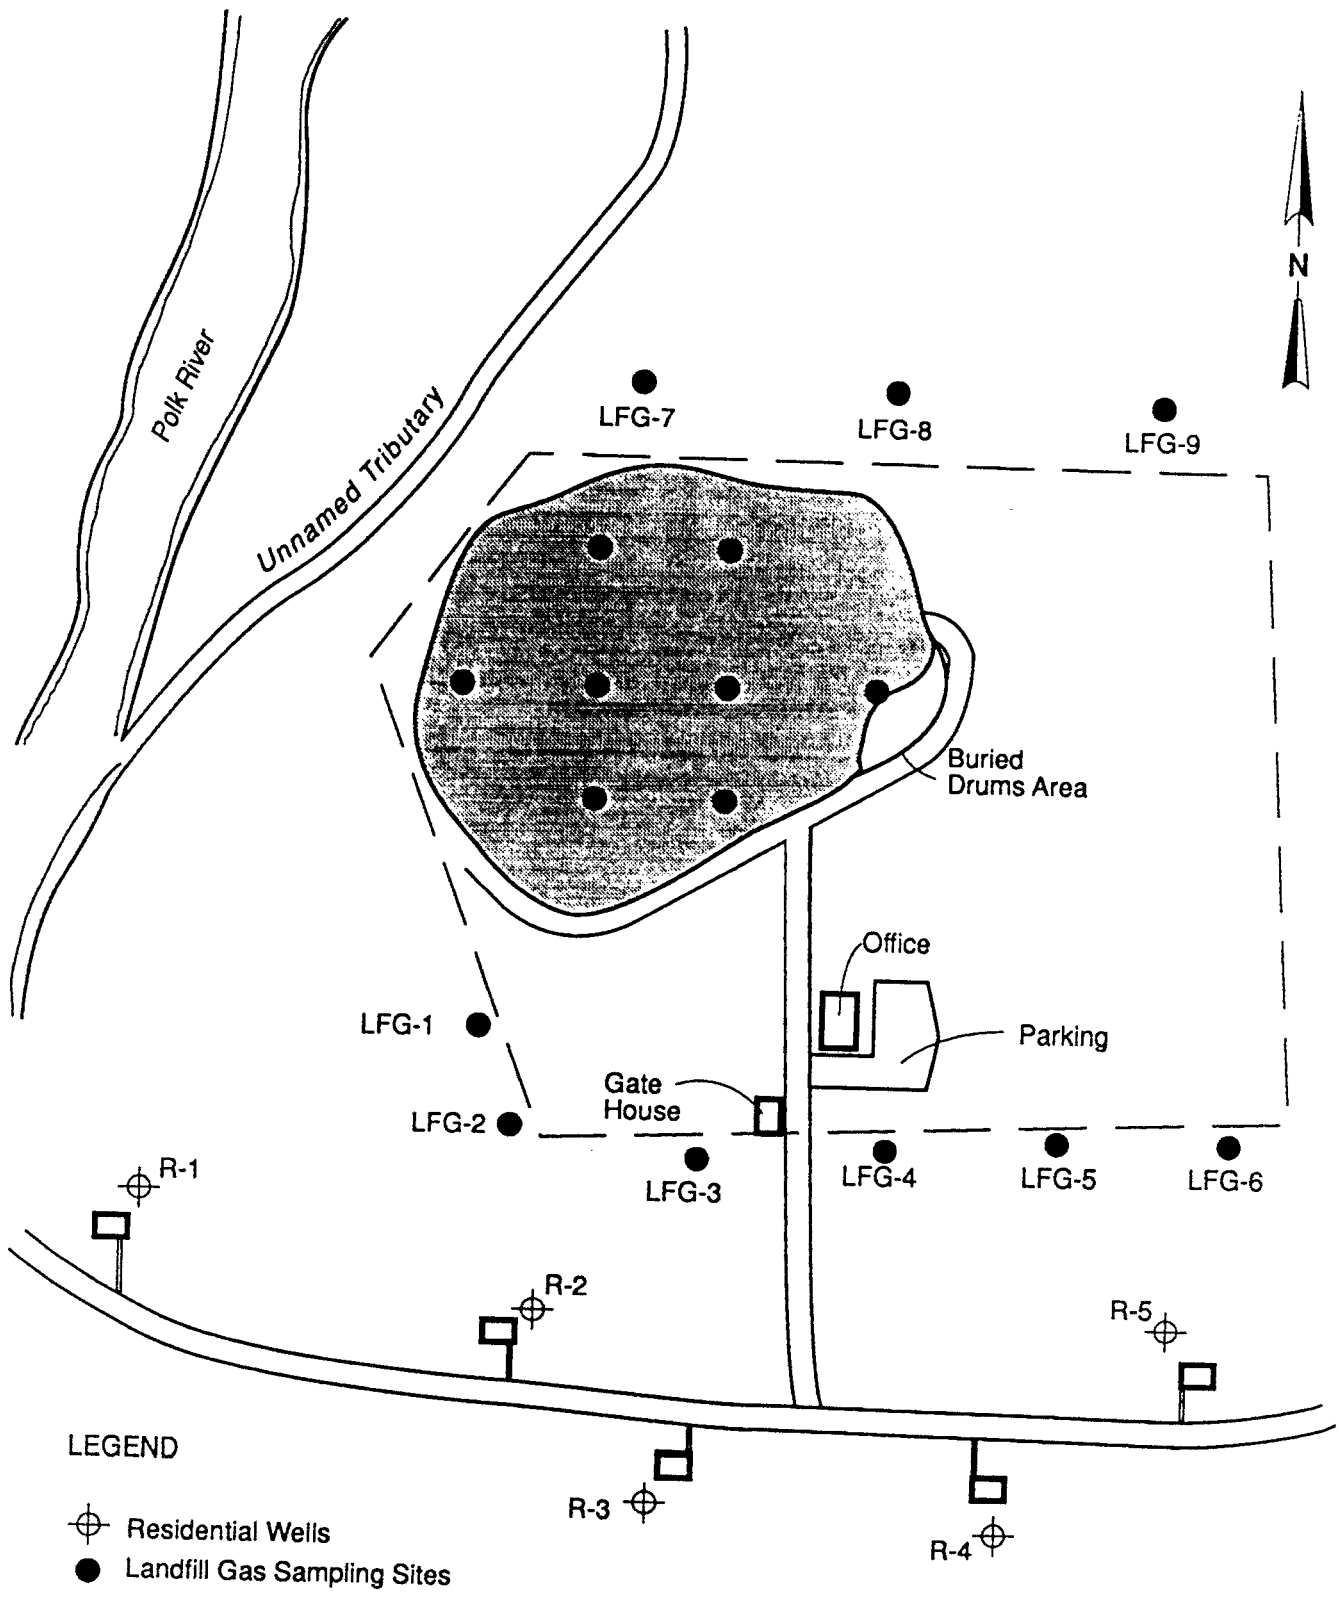 N
Polk River
Unnamed Tributary
LFG-7
LFG-8
LFG-9
Buried
Drums Area
Office
LFG-1
Parking
Gate
House
LFG-2
LFG-3
LFG-4
LFG-5
LFG-6
R-1
R-2
R-5
LEGEND
R-3
R-4
Residential Wells
Landfill Gas Sampling Sites